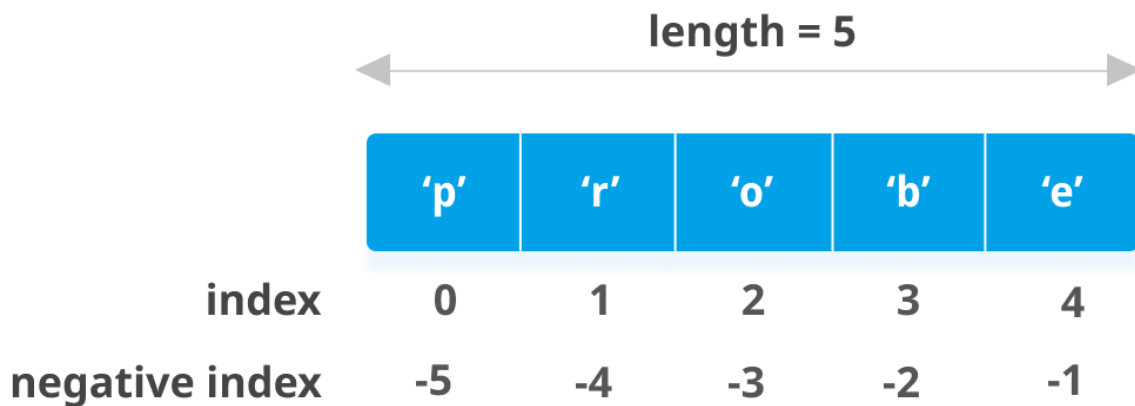 length = 5
‘p’ ‘r’ ‘o’ ‘b’ ‘e’
index 0 1 2 3 4
negative index -5 -4 -3 -2 -1